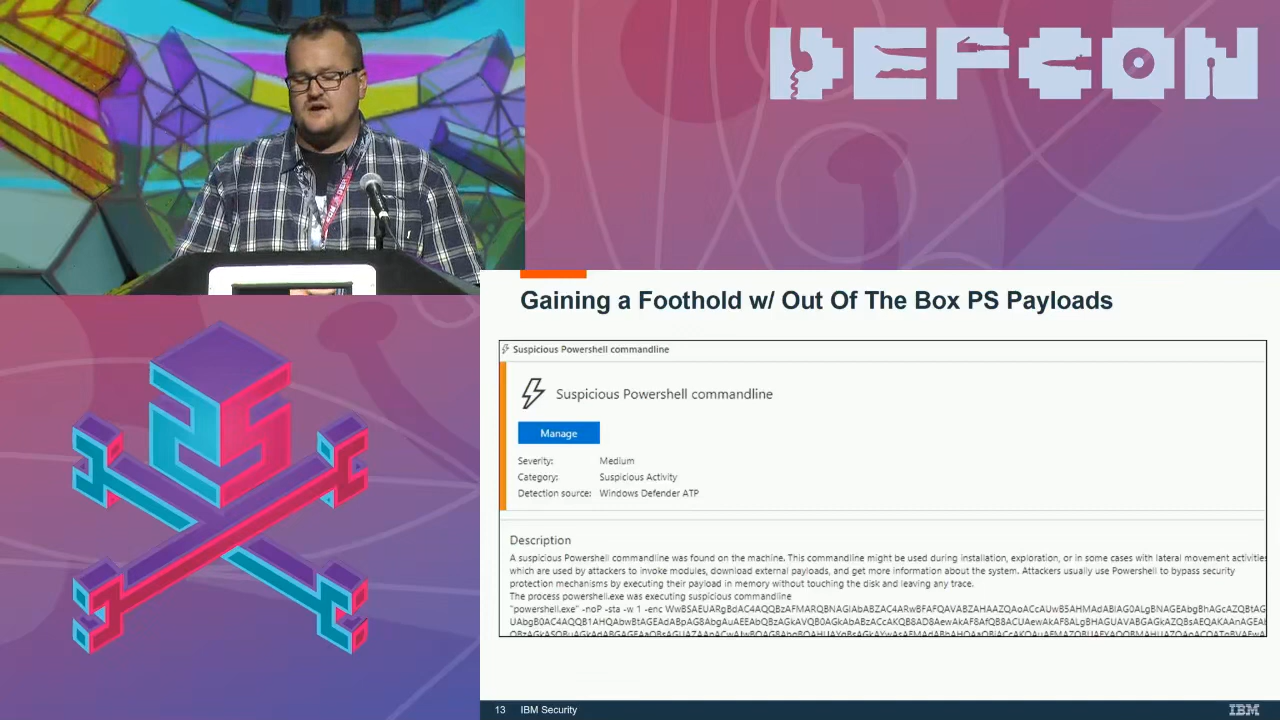 DEFCON
Gaining a Foothold w/ Out Of The Box PS Payloads
Suspicious Powershell commandline
Suspicious Powershell commandline
Manage
Severity: Medium
Category: Suspicious Activity
Detection source: Windows Defender ATP
Description
A suspicious Powershell commandline was found on the machine. This commandline might be used during installation, exploration, or in some cases with lateral movement activities
which are used by attackers to invoke modules, download external payloads, and get more information about the system. Attackers usually use Powershell to bypass security
protection mechanisms by executing their payload in memory without touching the disk and leaving any trace.
The process powershell.exe was executing suspicious commandline
"powershell.exe" -noP -sta -w 1 -enc
13 IBM Security
IBM